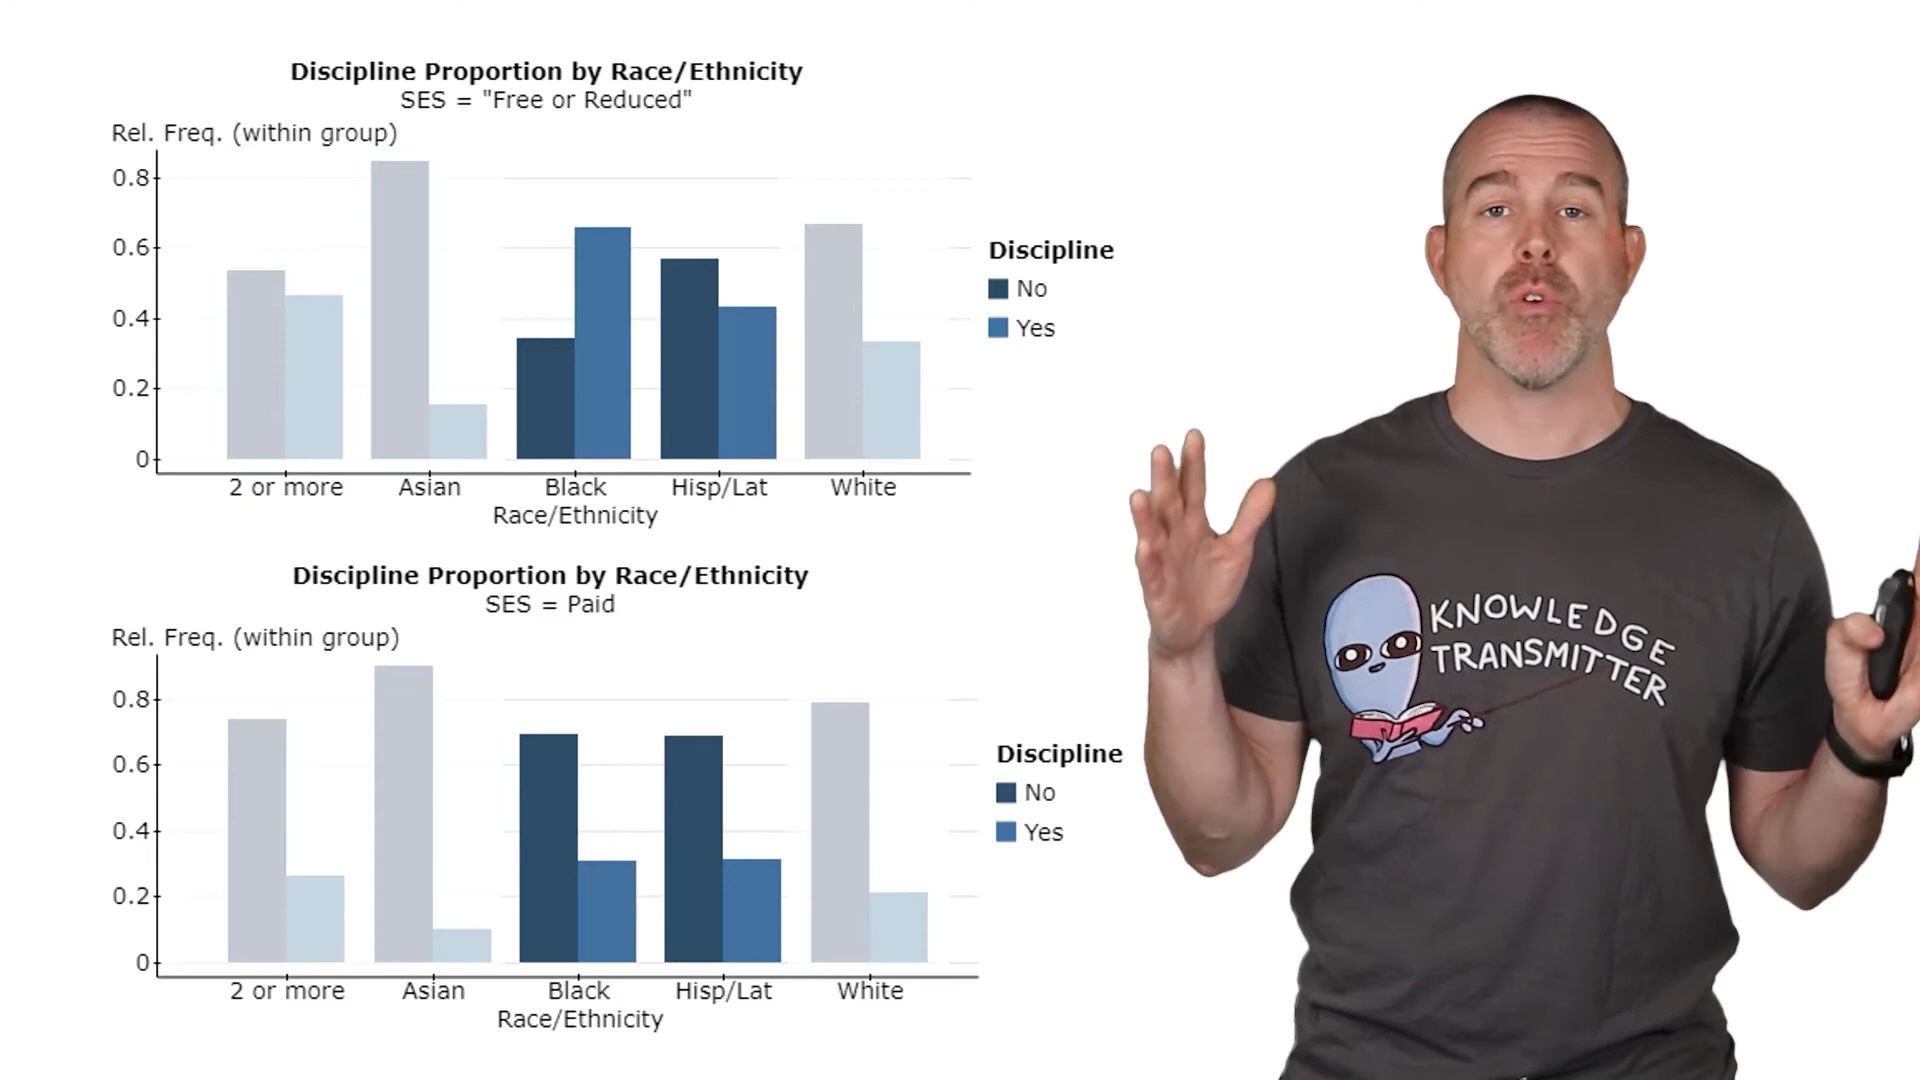 Discipline Proportion by Race/Ethnicity
SES = "Free or Reduced"
Rel. Freq. (within group)
0.8
0.6
0.4
0.2
0
2 or more Asian Black Hisp/Lat White
Race/Ethnicity
Discipline
No
Yes
Discipline Proportion by Race/Ethnicity
SES = Paid
Rel. Freq. (within group)
0.8
0.6
0.4
0.2
0
2 or more Asian Black Hisp/Lat White
Race/Ethnicity
Discipline
No
Yes
KNOWLEDGE
TRANSMITTER